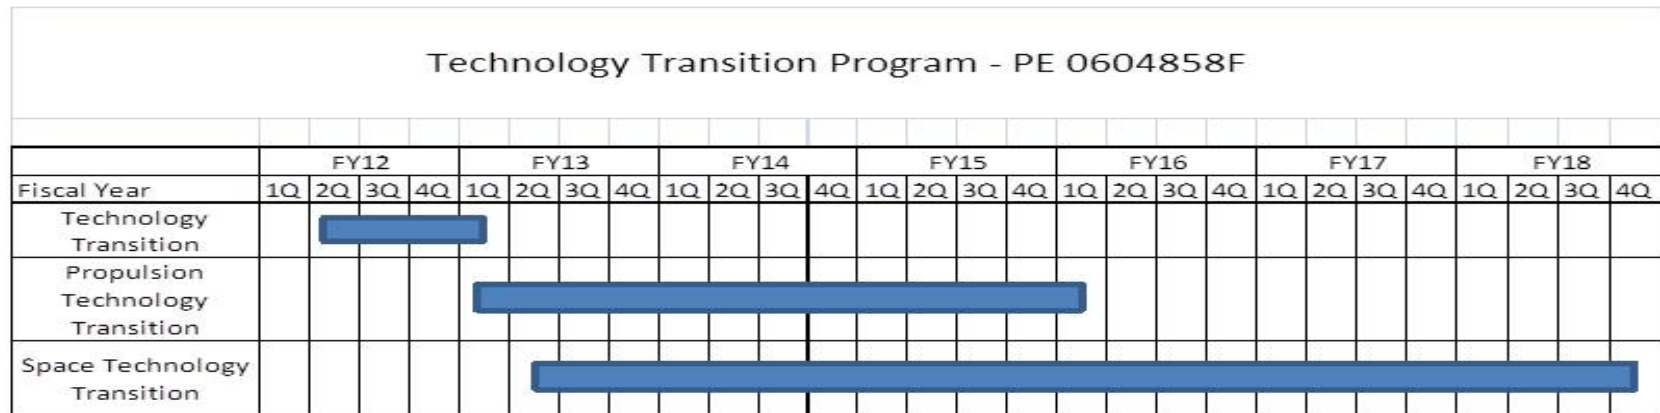 Technology Transition Program - PE 0604858F
FY12 FY13 FY14 FY15 FY16 FY17 FY18
Fiscal Year 1Q 2Q 3Q 4Q 1Q 2Q 3Q 4Q 1Q 2Q 3Q 4Q 1Q 2Q 3Q 4Q 1Q 2Q 3Q 4Q 1Q 2Q 3Q 4Q 1Q 2Q 3Q 4Q
Technology
Transition
Propulsion
Technology
Transition
Space Technology
Transition